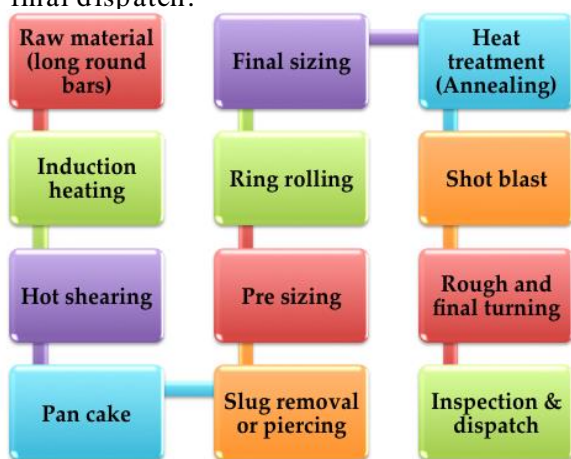 final dispatch.
Raw material
(long round
bars)
Induction
heating
Hot shearing
Pan cake
Slug removal
or piercing
Pre sizing
Ring rolling
Final sizing
Heat
treatment
(Annealing)
Shot blast
Rough and
final turning
Inspection &
dispatch